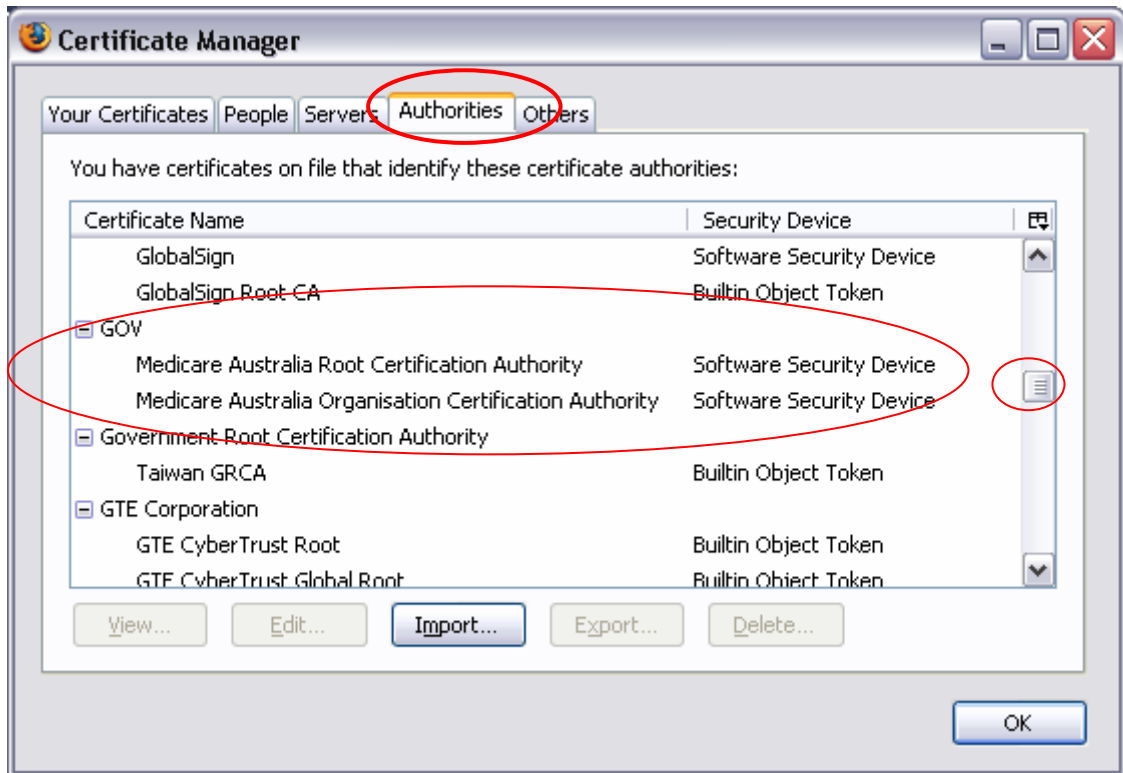 Certificate Manager
Your Certificates People Servers Authorities Others
You have certificates on file that identify these certificate authorities:
Certificate Name Security Device
GlobalSign Software Security Device
GlobalSign Root CA Builtin Object Token
GOV
Medicare Australia Root Certification Authority Software Security Device
Medicare Australia Organisation Certification Authority Software Security Device
Government Root Certification Authority
Taiwan GRCA Builtin Object Token
GTE Corporation
GTE CyberTrust Root Builtin Object Token
GTE CyberTrust Global Root Builtin Object Token
View... Edit... Import... Export... Delete...
OK